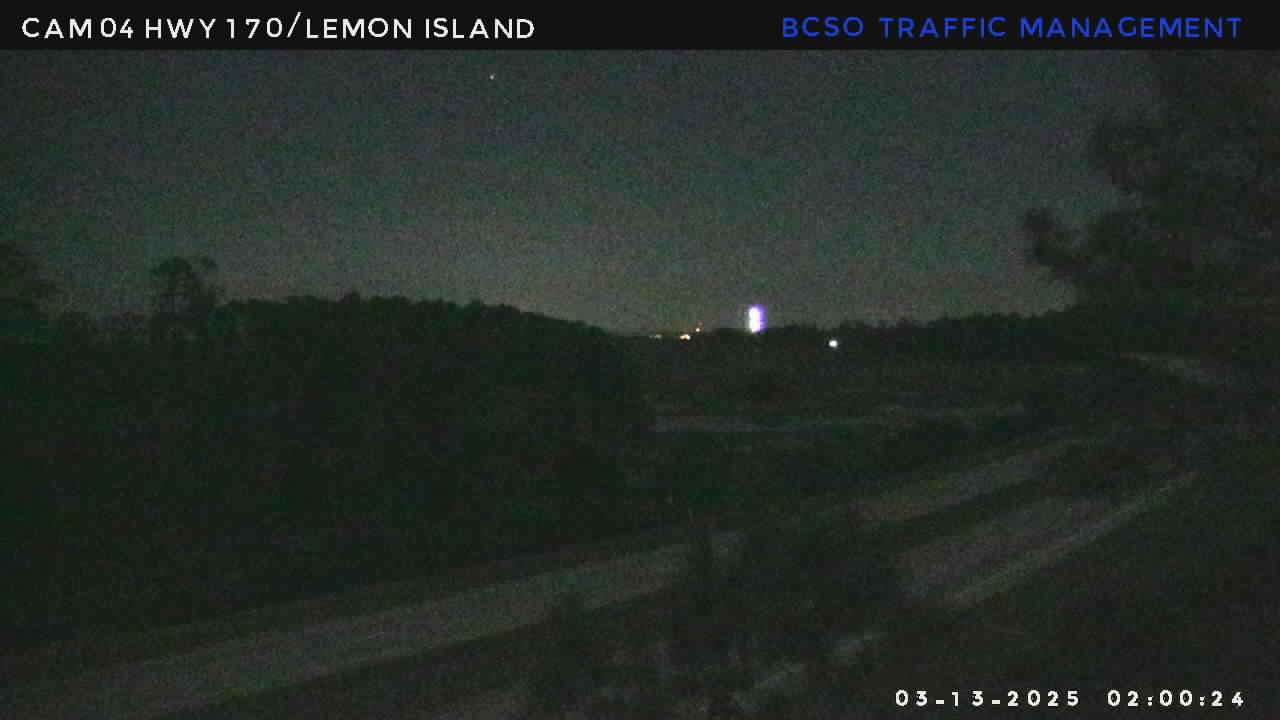 CAM04 HWY 170/LEMON ISLAND
BCSO TRAFFIC MANAGEMENT
03-13-2025 02:00:24